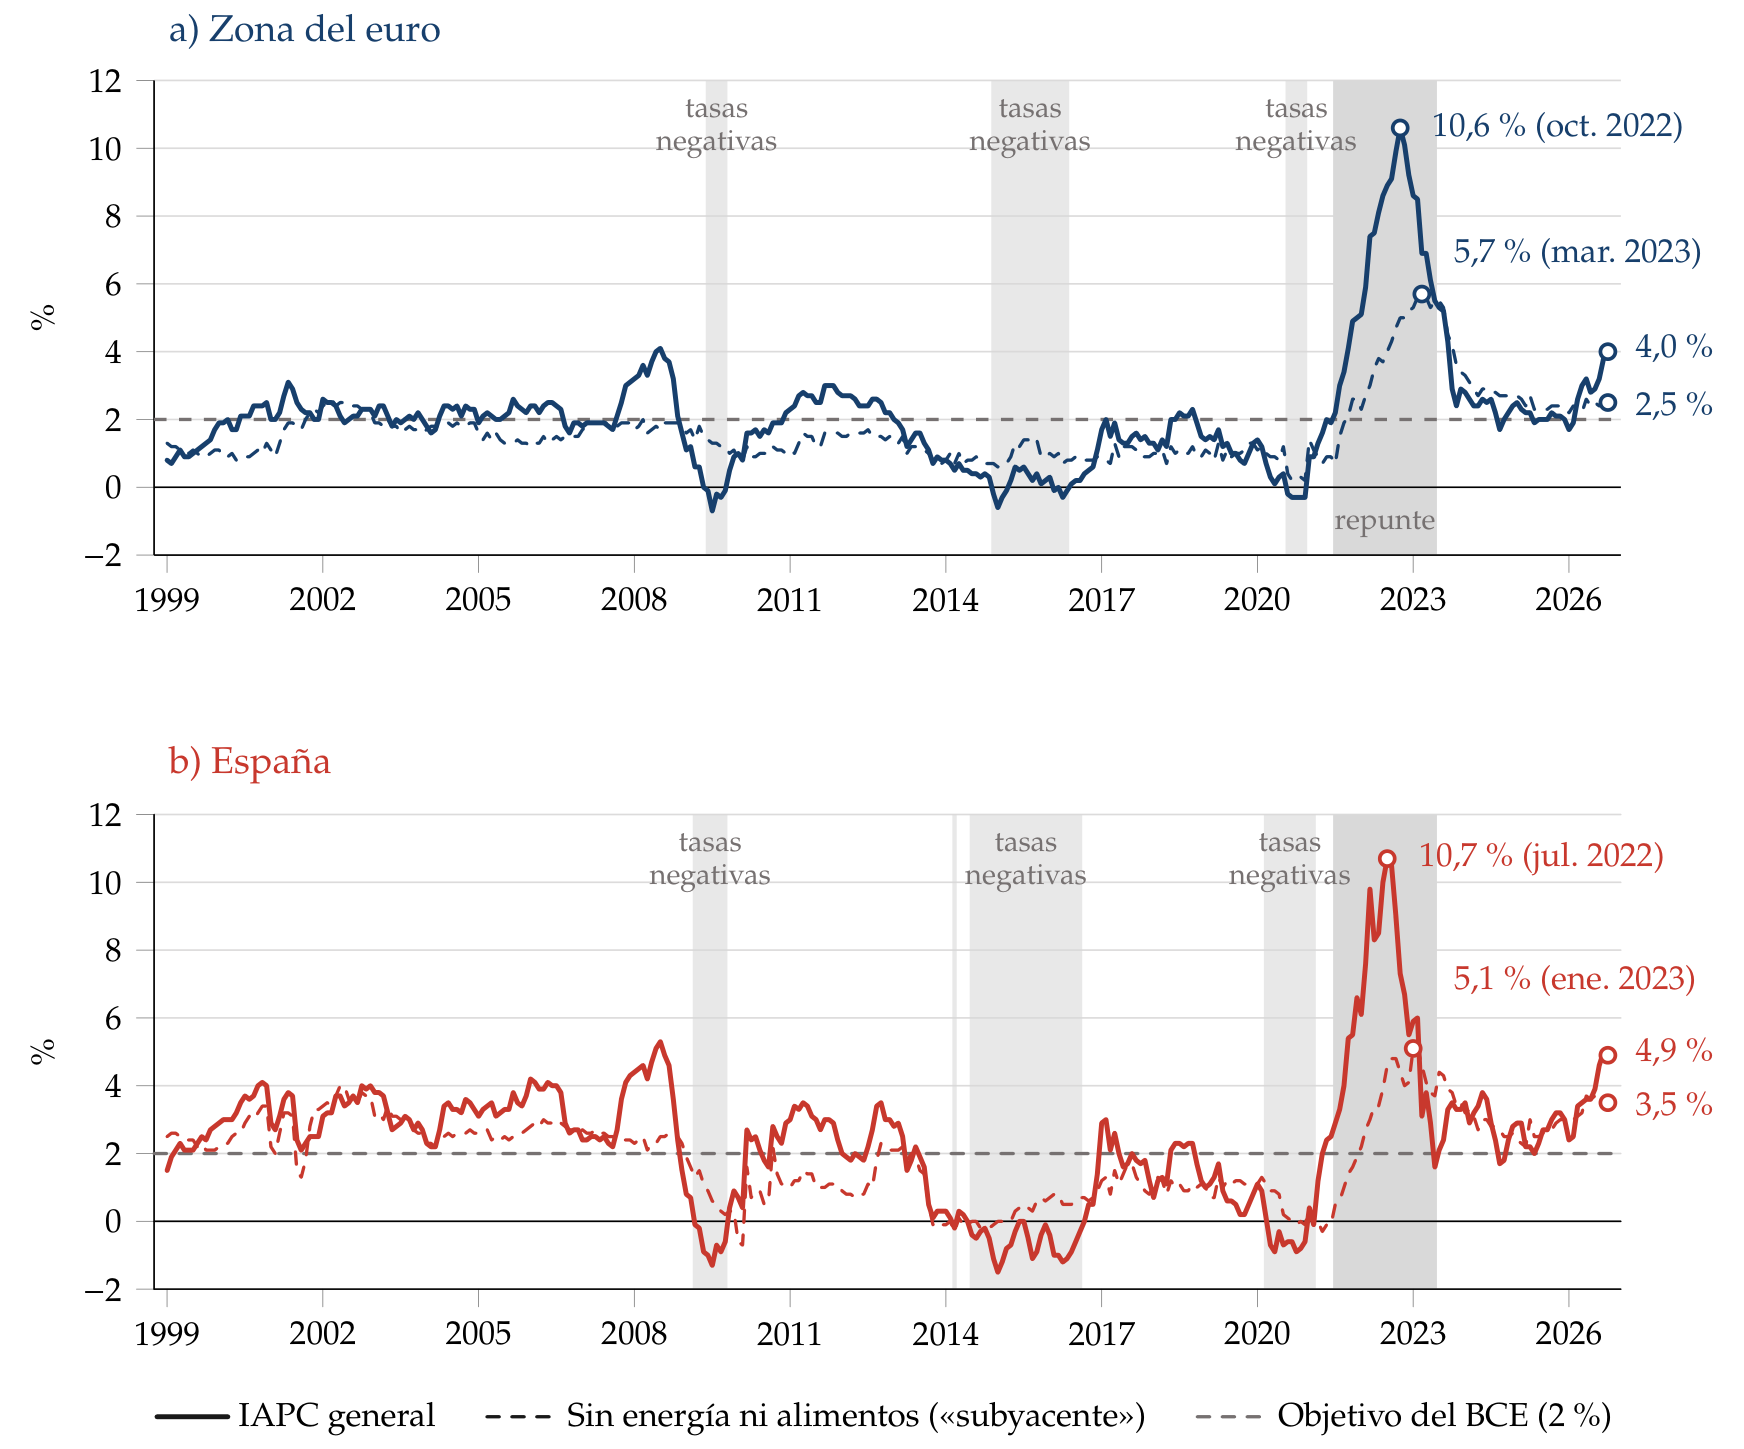 a) Zona del euro
12
10
8
6
4
2
0
−2
%
tasas
negativas
tasas
negativas
tasas
negativas
repunte
10,6 % (oct. 2022)
5,7 % (mar. 2023)
4,0 %
2,5 %
1999 2002 2005 2008 2011 2014 2017 2020 2023 2026
b) España
12
10
8
6
4
2
0
−2
%
tasas
negativas
tasas
negativas
tasas
negativas
10,7 % (jul. 2022)
5,1 % (ene. 2023)
4,9 %
3,5 %
1999 2002 2005 2008 2011 2014 2017 2020 2023 2026
IAPC general Sin energía ni alimentos («subyacente») Objetivo del BCE (2 %)